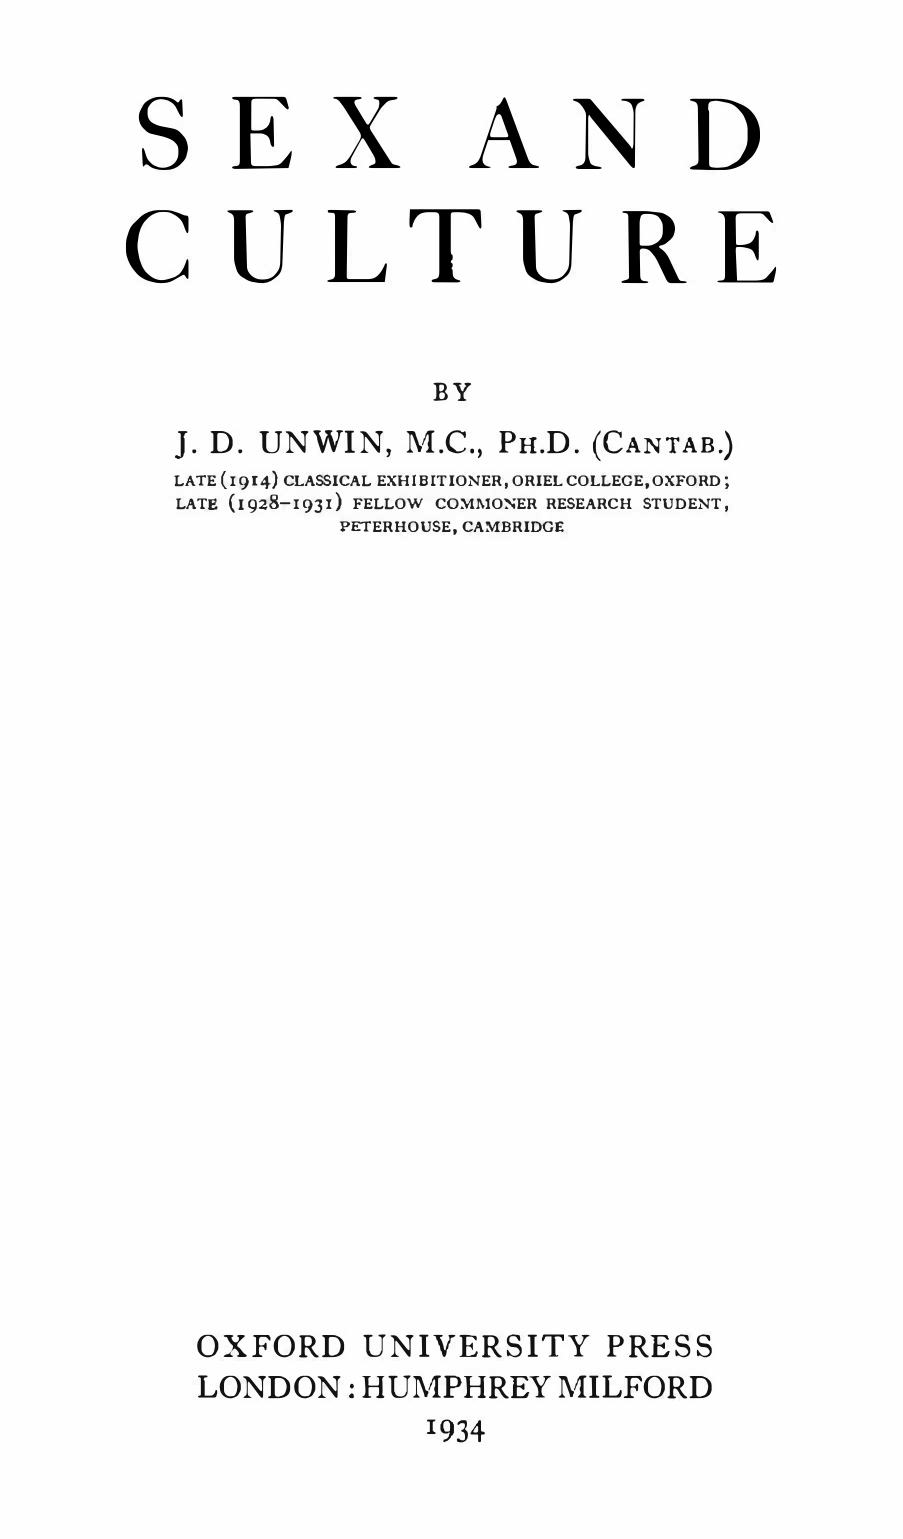 SEX AND
CULTURE
BY
J. D. UNWIN, M.C., PH.D. (CANTAB.)
LATE (1914) CLASSICAL EXHIBITIONER, ORIEL COLLEGE, OXFORD;
LATE (1928–1931) FELLOW COMMONER RESEARCH STUDENT,
PETERHOUSE, CAMBRIDGE
OXFORD UNIVERSITY PRESS
LONDON : HUMPHREY MILFORD
1934